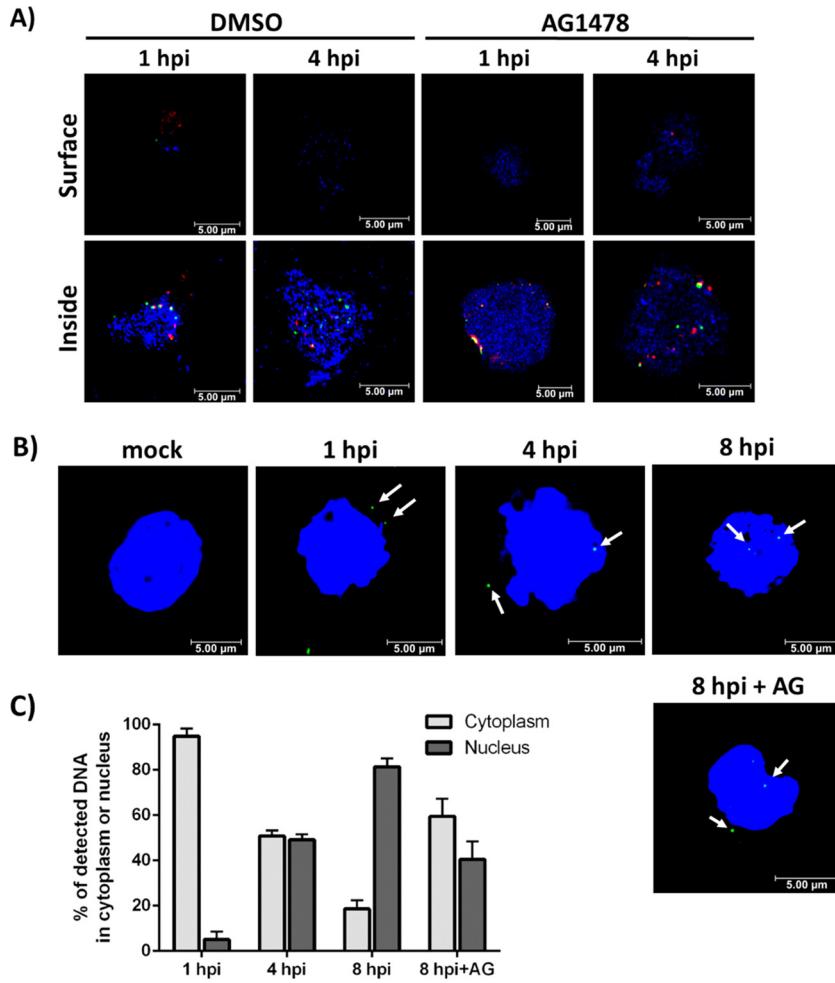 A)
DMSO AG1478
1 hpi 4 hpi 1 hpi 4 hpi
Surface
5.00 µm 5.00 µm 5.00 µm 5.00 µm
Inside
5.00 µm 5.00 µm 5.00 µm 5.00 µm
B)
mock 1 hpi 4 hpi 8 hpi
5.00 µm 5.00 µm 5.00 µm 5.00 µm
8 hpi + AG
5.00 µm
C)
% of detected DNA
in cytoplasm or nucleus
100
80
60
40
20
0
Cytoplasm
Nucleus
1 hpi 4 hpi 8 hpi 8 hpi+AG